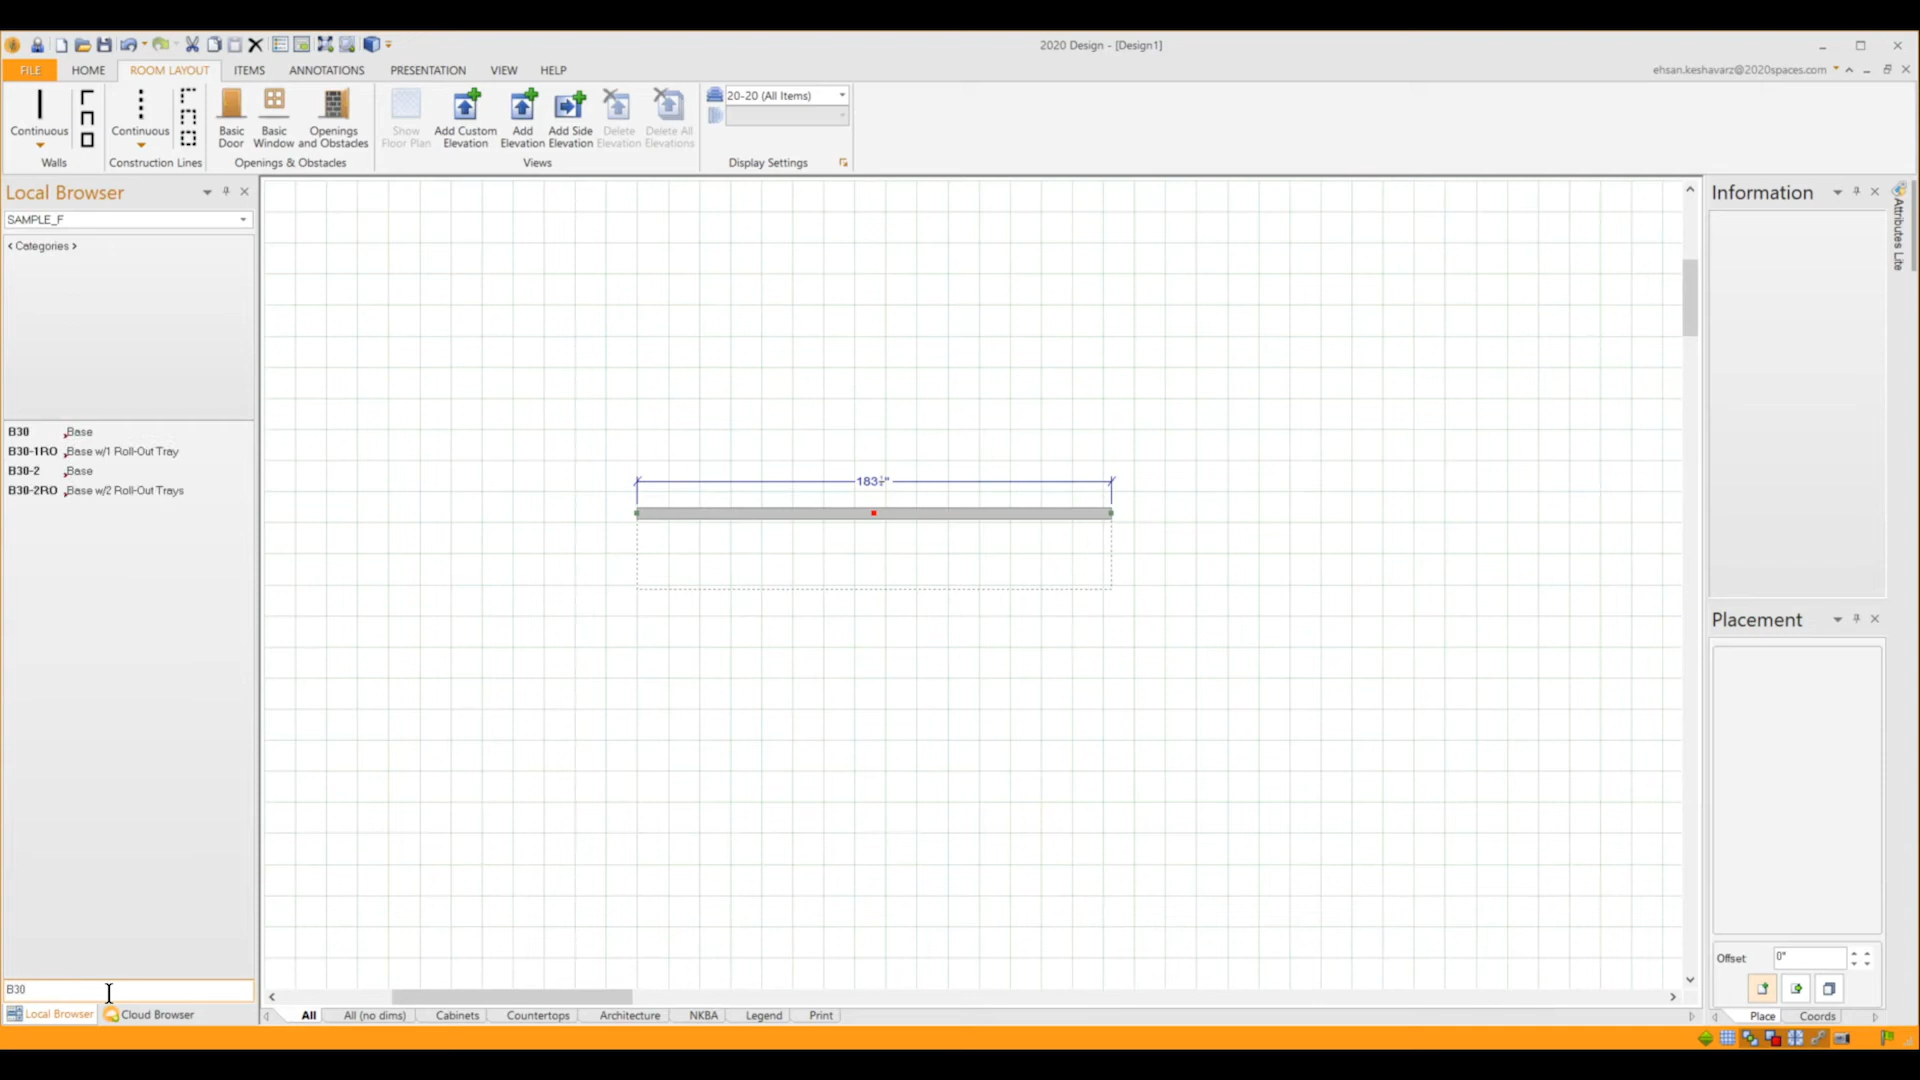 2020 Design - [Design1]
FILE HOME ROOM LAYOUT ITEMS ANNOTATIONS PRESENTATION VIEW HELP
ehsan.keshavarz@2020spaces.com
Continuous
Walls
Continuous
Construction Lines
Basic Door
Basic Window
Openings and Obstacles
Openings & Obstacles
Show Floor Plan
Add Custom Elevation
Add Elevation
Add Side Elevation
Delete Elevation
Delete All Elevations
Views
20-20 (All Items)
Display Settings
Local Browser
SAMPLE_F
< Categories >
B30 Base
B30-1RO Base w/1 Roll-Out Tray
B30-2 Base
B30-2RO Base w/2 Roll-Out Trays
B30
Local Browser Cloud Browser
All All (no dims) Cabinets Countertops Architecture NKBA Legend Print
Information
Attributes Lite
Placement
Offset 0"
Place Coords